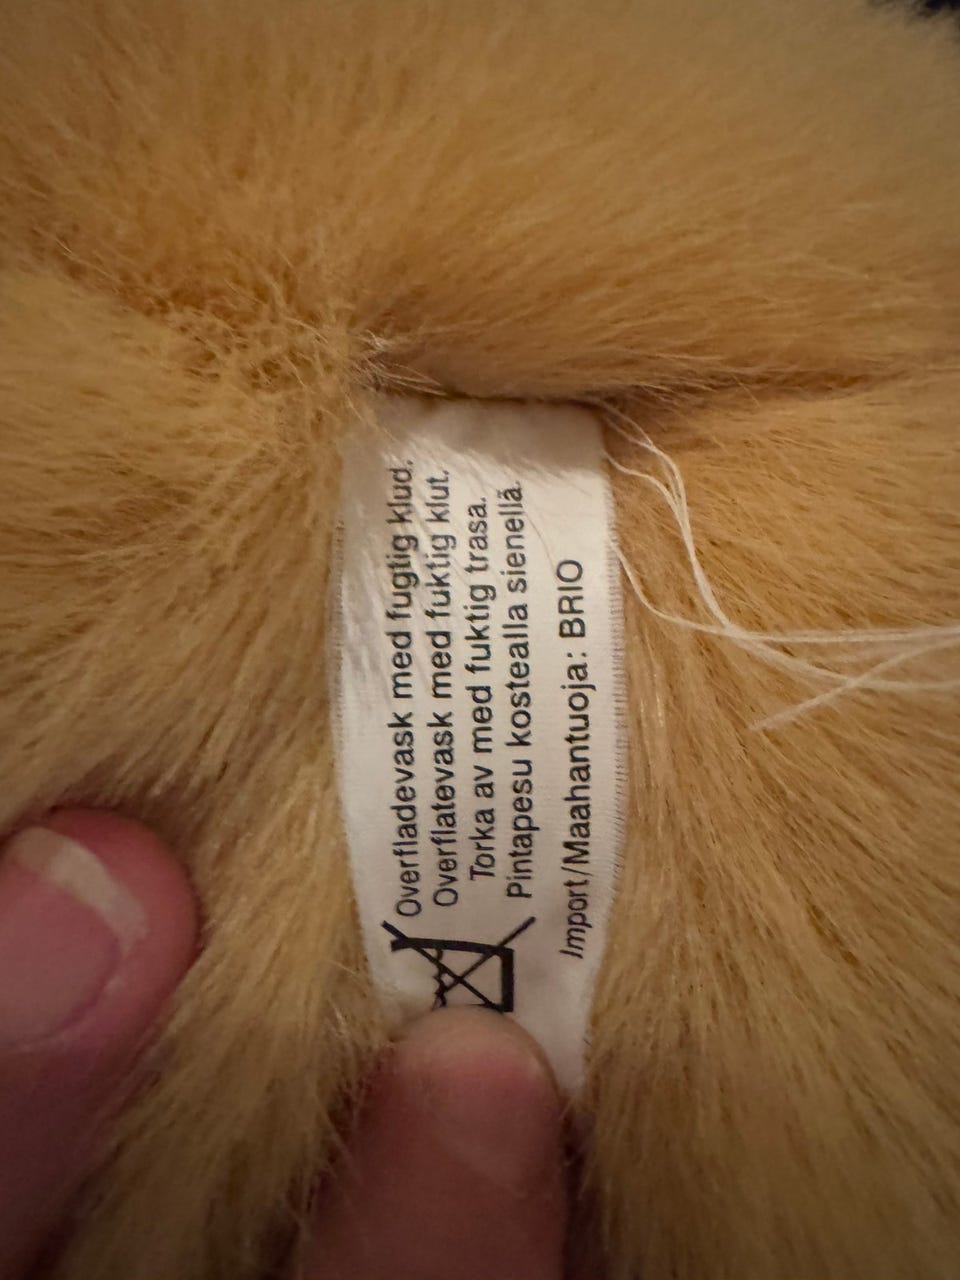 Overfladevask med fugtig klud.
Overflatevask med fuktig klut.
Torka av med fuktig trasa.
Pintapesu kostealla sienellä.
Import/Maahantuoja: BRIO